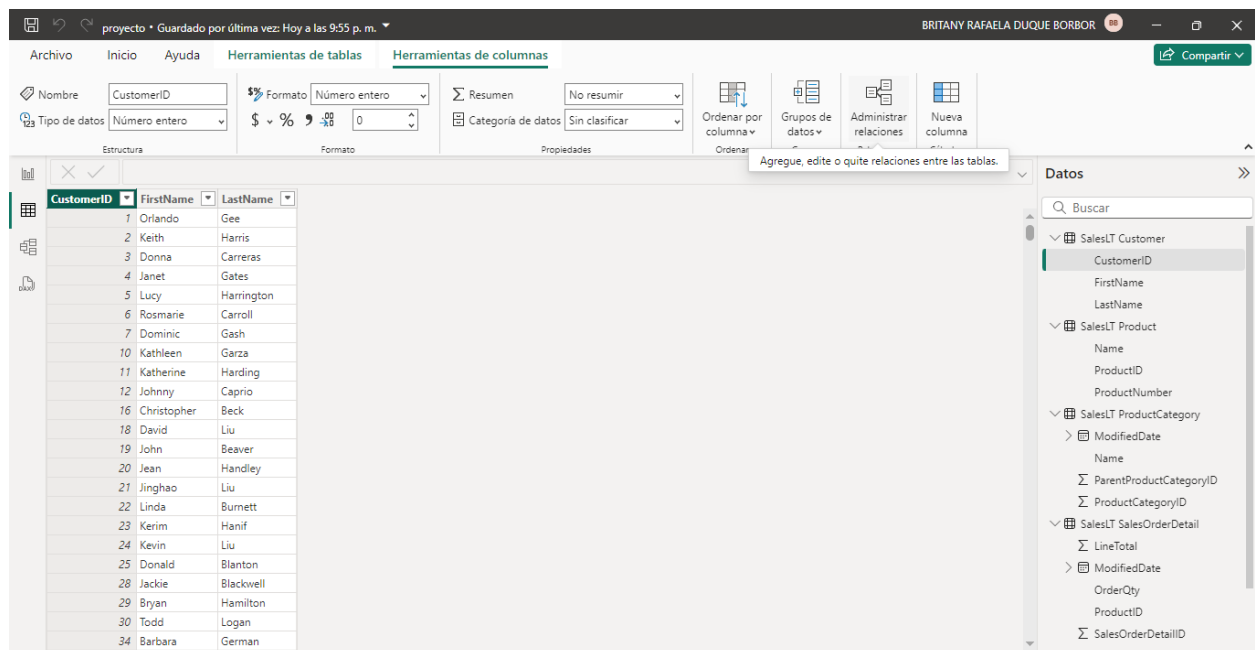 proyecto • Guardado por última vez: Hoy a las 9:55 p. m.
BRITANY RAFAELA DUQUE BORBOR BB
Archivo Inicio Ayuda Herramientas de tablas Herramientas de columnas Compartir
Nombre CustomerID $% Formato Número entero Σ Resumen No resumir
Tipo de datos Número entero $ % 0 Categoría de datos Sin clasificar
Ordenar por columna
Grupos de datos
Administrar relaciones
Nueva columna
Estructura Formato Propiedades
Agregue, edite o quite relaciones entre las tablas.
CustomerID FirstName LastName
1 Orlando Gee
2 Keith Harris
3 Donna Carreras
4 Janet Gates
5 Lucy Harrington
6 Rosmarie Carroll
7 Dominic Gash
10 Kathleen Garza
11 Katherine Harding
12 Johnny Caprio
16 Christopher Beck
18 David Liu
19 John Beaver
20 Jean Handley
21 Jinghao Liu
22 Linda Burnett
23 Kerim Hanif
24 Kevin Liu
25 Donald Blanton
28 Jackie Blackwell
29 Bryan Hamilton
30 Todd Logan
34 Barbara German
Datos
Buscar
SalesLT Customer
CustomerID
FirstName
LastName
SalesLT Product
Name
ProductID
ProductNumber
SalesLT ProductCategory
ModifiedDate
Name
Σ ParentProductCategoryID
Σ ProductCategoryID
SalesLT SalesOrderDetail
Σ LineTotal
ModifiedDate
OrderQty
ProductID
Σ SalesOrderDetailID